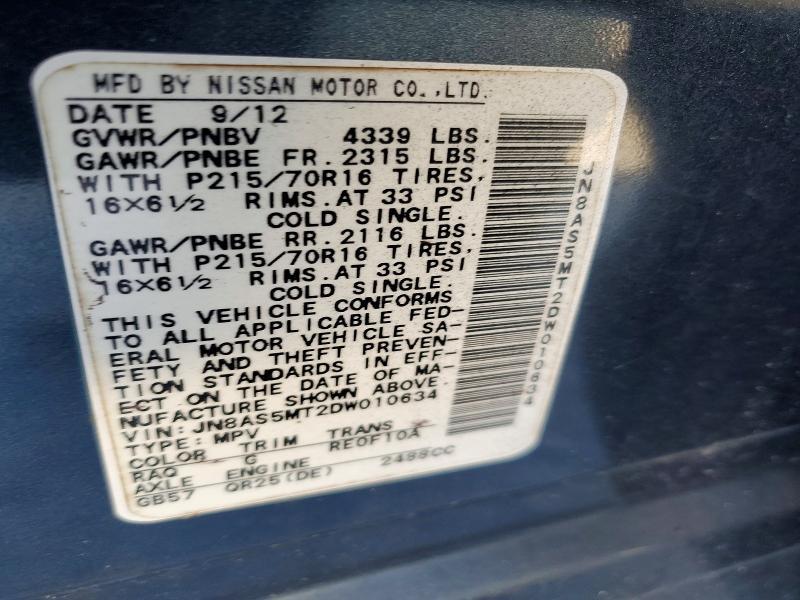 MFD BY NISSAN MOTOR CO.,LTD.
DATE 9/12
GVWR/PNBV 4339 LBS.
GAWR/PNBE FR. 2315 LBS.
WITH P215/70R16 TIRES,
16X6 1/2 RIMS. AT 33 PSI
COLD SINGLE.
GAWR/PNBE RR. 2116 LBS.
WITH P215/70R16 TIRES,
16X6 1/2 RIMS. AT 33 PSI
COLD SINGLE.
THIS VEHICLE CONFORMS
TO ALL APPLICABLE FED-
ERAL MOTOR VEHICLE SA-
FETY AND THEFT PREVEN-
TION STANDARDS IN EFF-
ECT ON THE DATE OF MA-
NUFACTURE SHOWN ABOVE.
VIN: JN8AS5MT2DW010634
TYPE: MPV
COLOR TRIM TRANS
RAQ G RE0F10A
AXLE ENGINE
GB57 QR25(DE) 2488CC
JN8AS5MT2DW010634